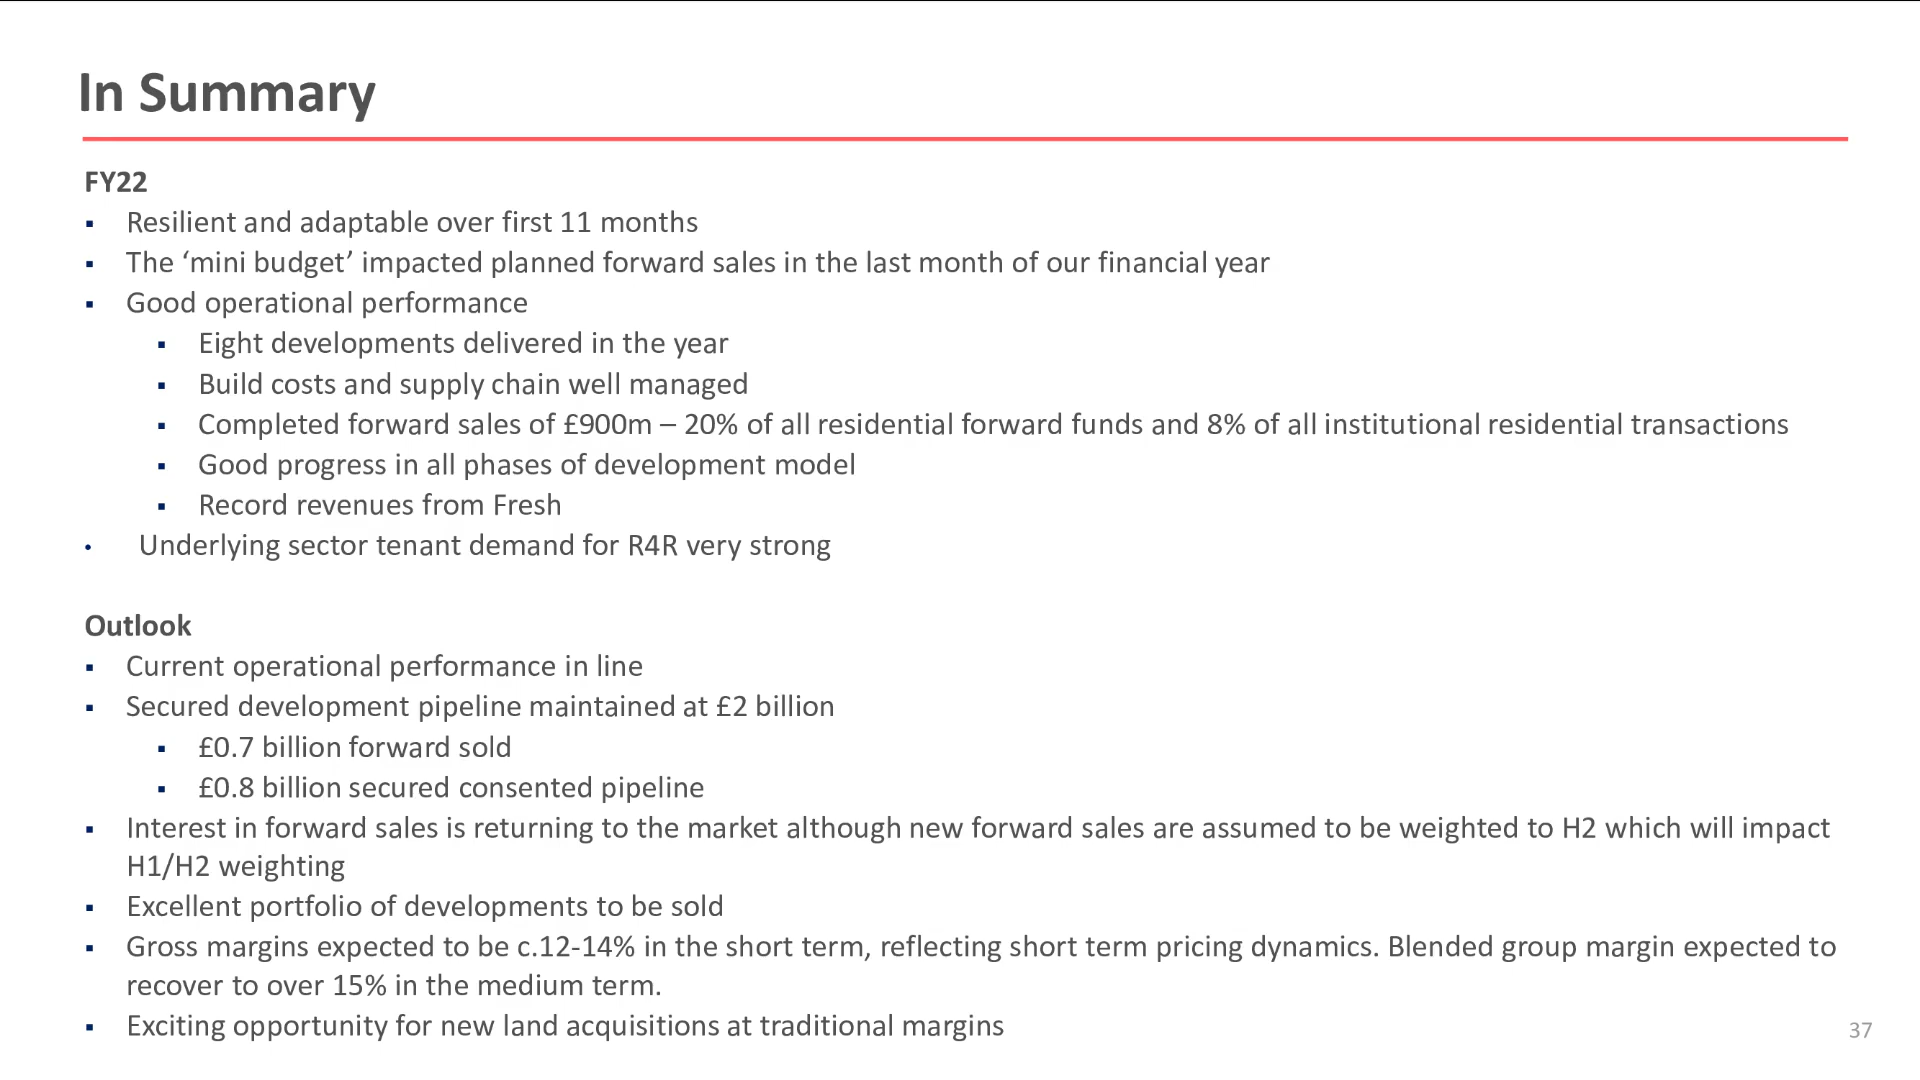 In Summary
FY22
▪ Resilient and adaptable over first 11 months
▪ The ‘mini budget’ impacted planned forward sales in the last month of our financial year
▪ Good operational performance
▪ Eight developments delivered in the year
▪ Build costs and supply chain well managed
▪ Completed forward sales of £900m – 20% of all residential forward funds and 8% of all institutional residential transactions
▪ Good progress in all phases of development model
▪ Record revenues from Fresh
• Underlying sector tenant demand for R4R very strong
Outlook
▪ Current operational performance in line
▪ Secured development pipeline maintained at £2 billion
▪ £0.7 billion forward sold
▪ £0.8 billion secured consented pipeline
▪ Interest in forward sales is returning to the market although new forward sales are assumed to be weighted to H2 which will impact
H1/H2 weighting
▪ Excellent portfolio of developments to be sold
▪ Gross margins expected to be c.12-14% in the short term, reflecting short term pricing dynamics. Blended group margin expected to
recover to over 15% in the medium term.
▪ Exciting opportunity for new land acquisitions at traditional margins
37